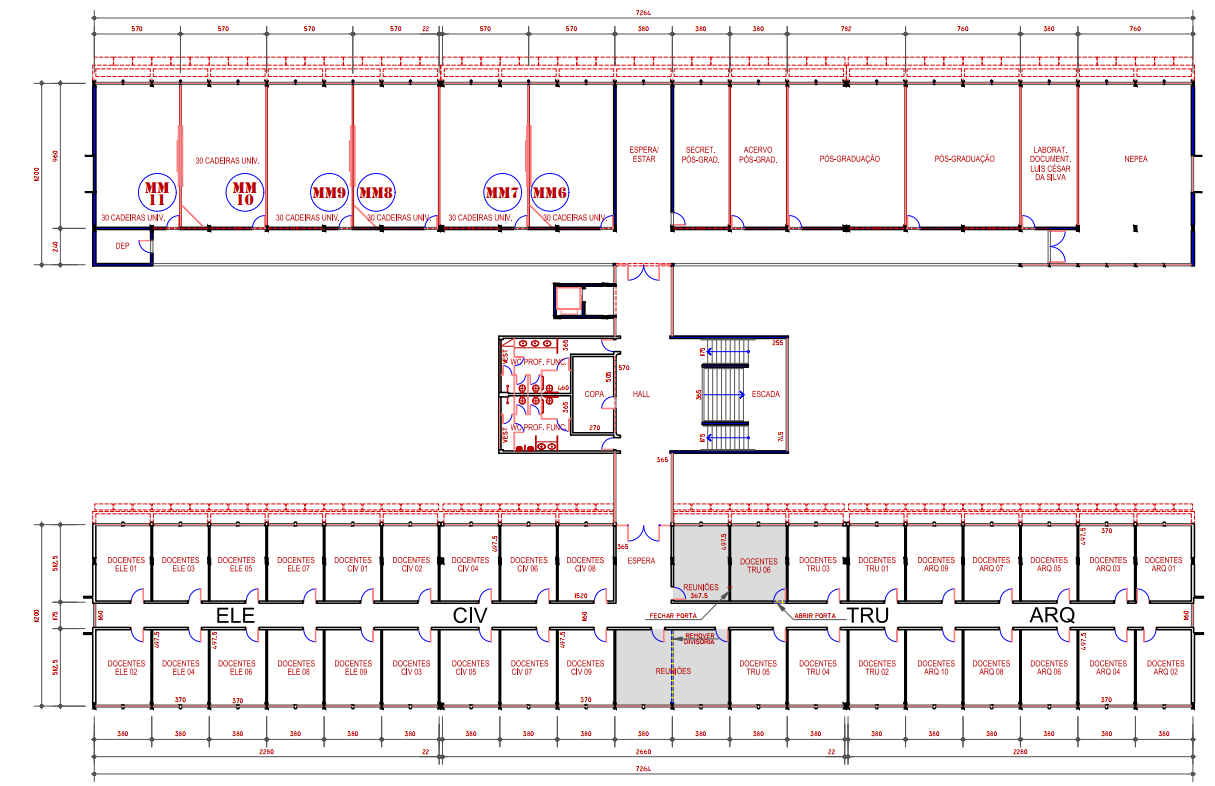 7264
570 570 570 570 22 570 570 380 380 380 782 760 380 760
1200
960
240
30 CADEIRAS UNIV.
MM 11
MM 10
MM9
MM8
MM7
MM6
30 CADEIRAS UNIV.
30 CADEIRAS UNIV.
30 CADEIRAS UNIV.
30 CADEIRAS UNIV.
30 CADEIRAS UNIV.
DEP
ESPERA/
ESTAR
SECRET.
PÓS-GRAD.
ACERVO
PÓS-GRAD.
PÓS-GRADUAÇÃO
PÓS-GRADUAÇÃO
LABORAT.
DOCUMENT.
LUIS CÉSAR
DA SILVA
NEPEA
VEST
WC PROF. FUNC.
365
460
505
570
COPA
270
HALL
VEST
WC PROF. FUNC.
365
175
365
175
255
ESCADA
745
365
1200
512.5
175
512.5
DOCENTES
ELE 01
DOCENTES
ELE 03
DOCENTES
ELE 05
DOCENTES
ELE 07
DOCENTES
CIV 01
DOCENTES
CIV 02
497.5
DOCENTES
CIV 04
DOCENTES
CIV 06
DOCENTES
CIV 08
1520
365
ESPERA
REUNIÕES
367.5
497.5
DOCENTES
TRU 06
DOCENTES
TRU 03
DOCENTES
TRU 01
DOCENTES
ARQ 09
DOCENTES
ARQ 07
DOCENTES
ARQ 05
497.5
370
DOCENTES
ARQ 03
DOCENTES
ARQ 01
160
ELE
CIV
160
FECHAR PORTA
ABRIR PORTA
TRU
ARQ
160
REMOVER
DIVISÓRIA
DOCENTES
ELE 02
497.5
DOCENTES
ELE 04
370
497.5
DOCENTES
ELE 06
370
DOCENTES
ELE 08
DOCENTES
ELE 09
DOCENTES
CIV 03
497.5
DOCENTES
CIV 05
DOCENTES
CIV 07
DOCENTES
CIV 09
370
REUNIÕES
DOCENTES
TRU 05
DOCENTES
TRU 04
DOCENTES
TRU 02
DOCENTES
ARQ 10
DOCENTES
ARQ 08
DOCENTES
ARQ 06
497.5
DOCENTES
ARQ 04
370
DOCENTES
ARQ 02
380 380 380 380 380 380 380 380 380 380 380 380 380 380 380 380 380 380 380
2280 22 2660 22 2280
7264